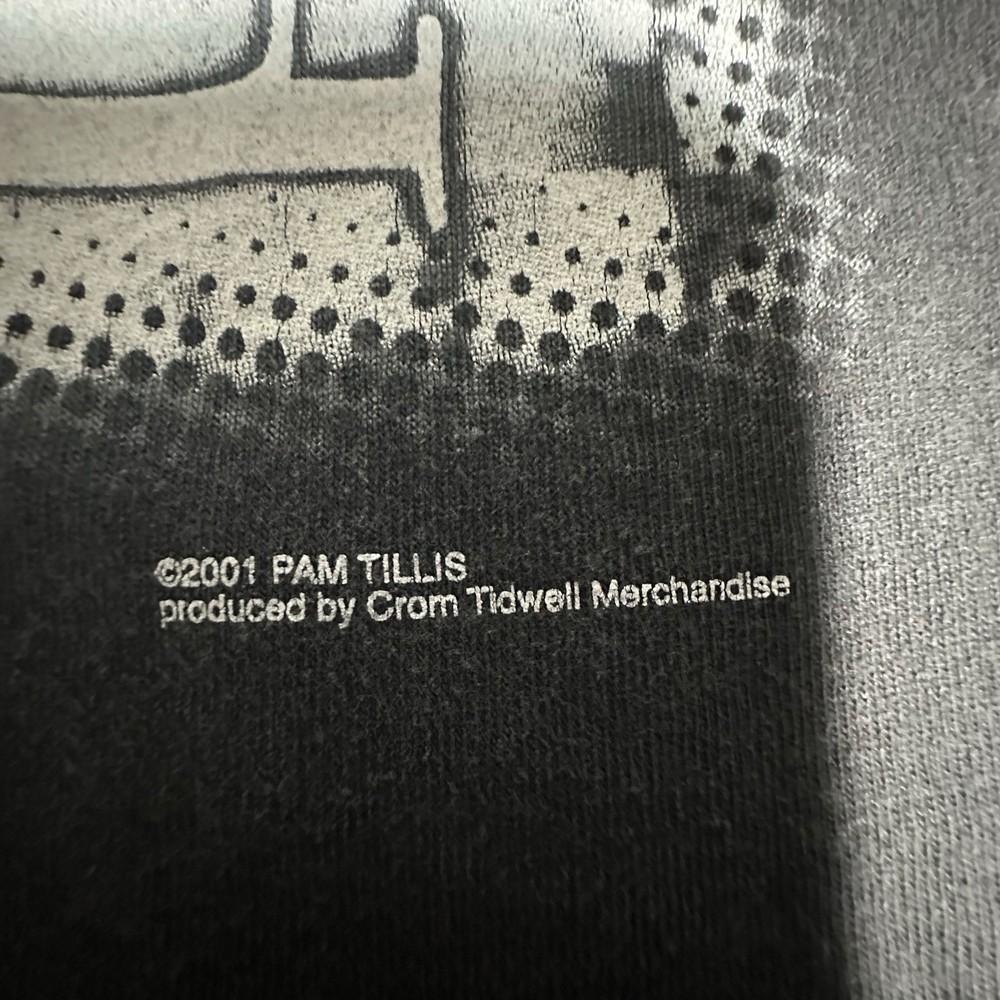 ©2001 PAM TILLIS
produced by Crom Tidwell Merchandise